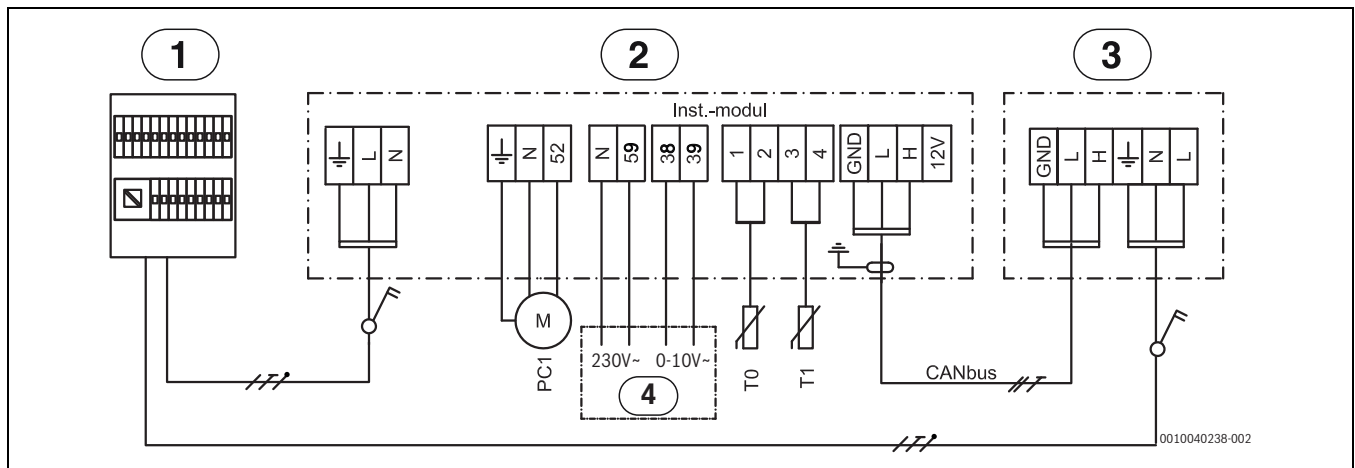 1
2
3
Inst.-modul
L
N
N
52
N
59
38
39
1
2
3
4
GND
L
H
12V
GND
L
H
N
L
M
PC1
230V~
0-10V~
4
T0
T1
CANbus
0010040238-002